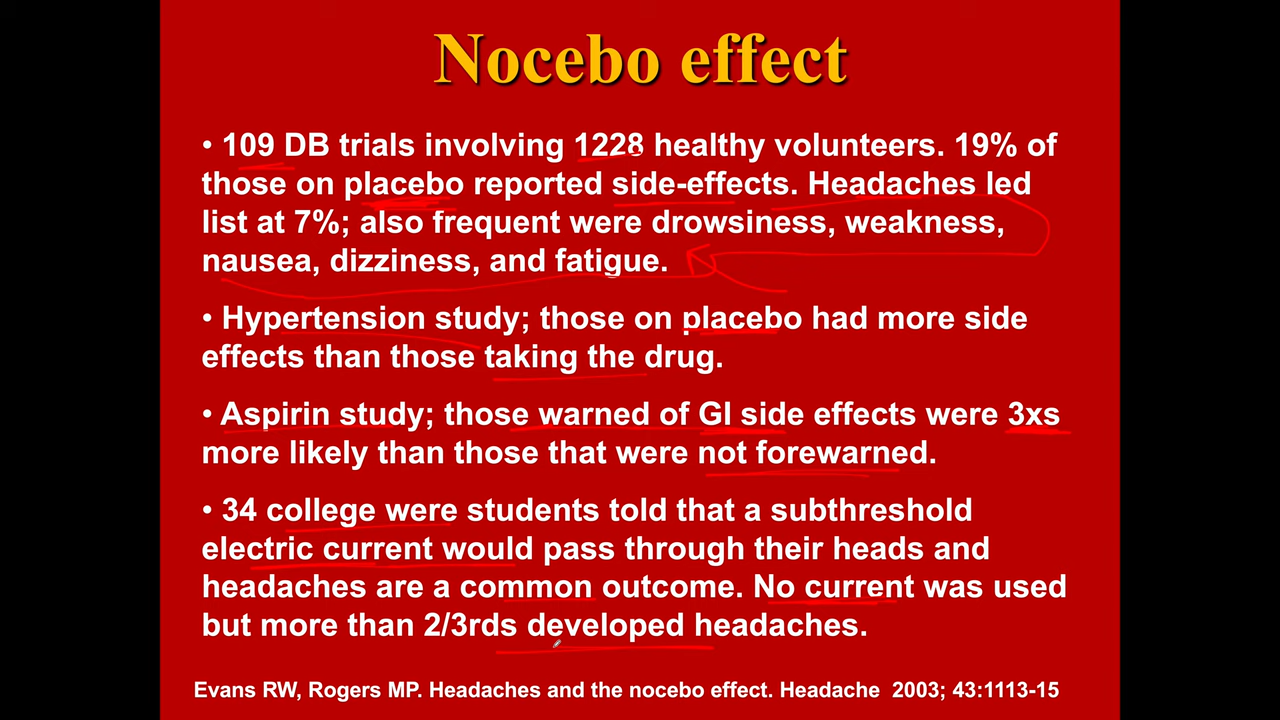 Nocebo effect
• 109 DB trials involving 1228 healthy volunteers. 19% of
those on placebo reported side-effects. Headaches led
list at 7%; also frequent were drowsiness, weakness,
nausea, dizziness, and fatigue.
• Hypertension study; those on placebo had more side
effects than those taking the drug.
• Aspirin study; those warned of GI side effects were 3xs
more likely than those that were not forewarned.
• 34 college were students told that a subthreshold
electric current would pass through their heads and
headaches are a common outcome. No current was used
but more than 2/3rds developed headaches.
Evans RW, Rogers MP. Headaches and the nocebo effect. Headache 2003; 43:1113-15